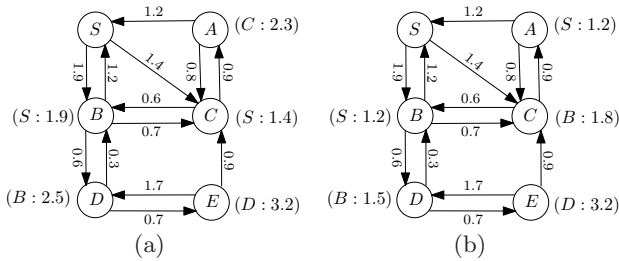 1.2
S
A
(C : 2.3)
1.9
1.2
1.4
0.8
0.9
0.6
(S : 1.9)
B
C
(S : 1.4)
0.7
0.6
0.3
0.9
1.7
(B : 2.5)
D
E
(D : 3.2)
0.7
(a)
1.2
S
A
(S : 1.2)
1.9
1.2
1.4
0.8
0.9
0.6
(S : 1.2)
B
C
(B : 1.8)
0.7
0.6
0.3
0.9
1.7
(B : 1.5)
D
E
(D : 3.2)
0.7
(b)